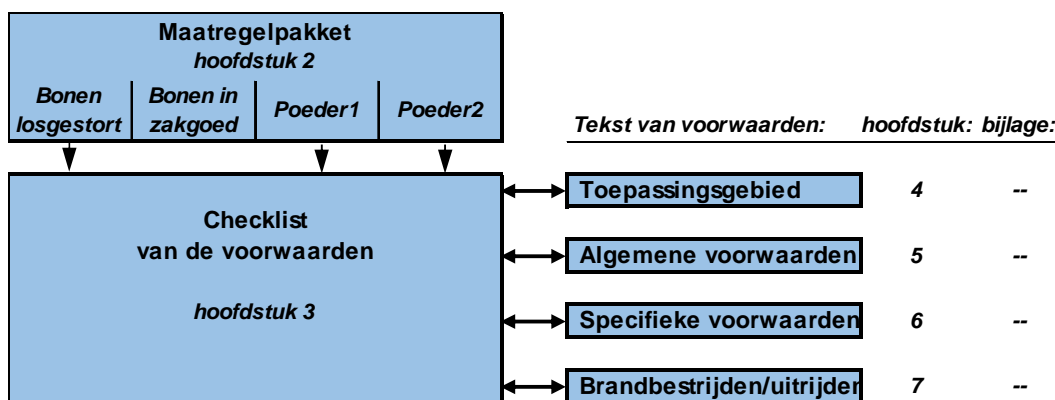 Maatregelpakket
hoofdstuk 2
Bonen losgestort
Bonen in zakgoed
Poeder1
Poeder2
Tekst van voorwaarden: hoofdstuk: bijlage:
Checklist
van de voorwaarden
hoofdstuk 3
Toepassingsgebied 4 --
Algemene voorwaarden 5 --
Specifieke voorwaarden 6 --
Brandbestrijden/uitrijden 7 --